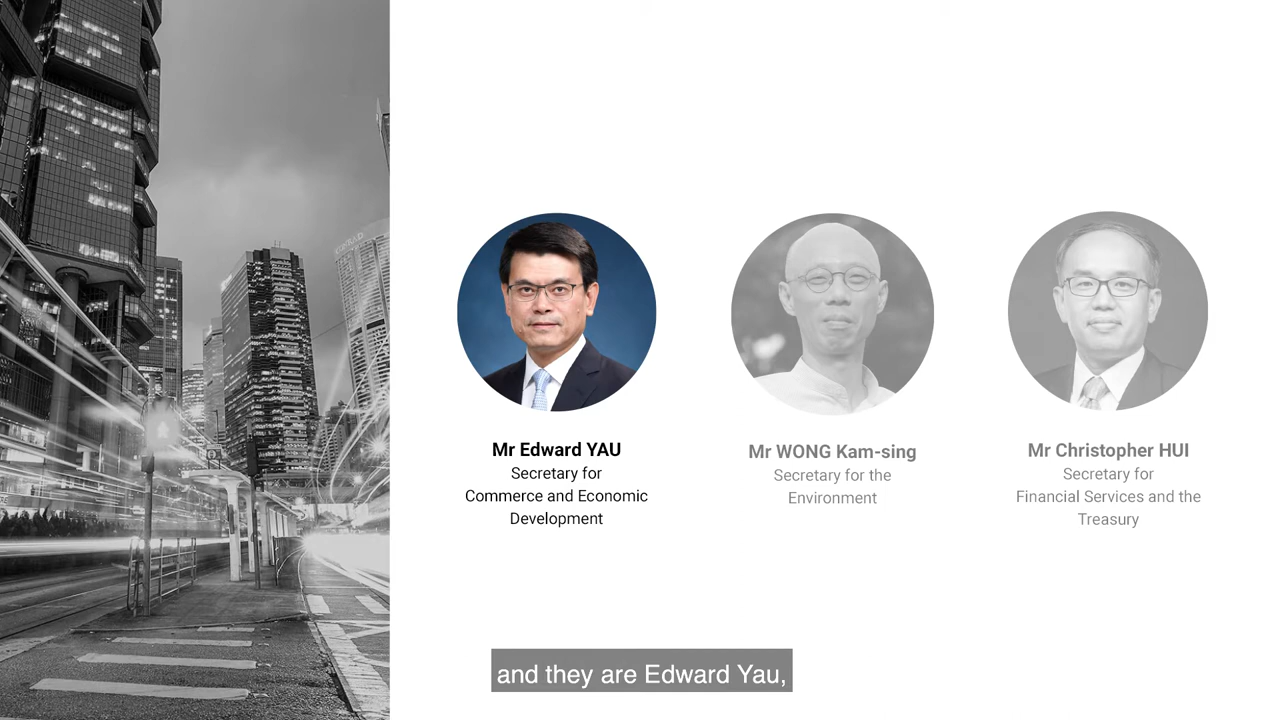 CONRAD
Mr Edward YAU
Secretary for
Commerce and Economic
Development
Mr WONG Kam-sing
Secretary for the
Environment
Mr Christopher HUI
Secretary for
Financial Services and the
Treasury
and they are Edward Yau,